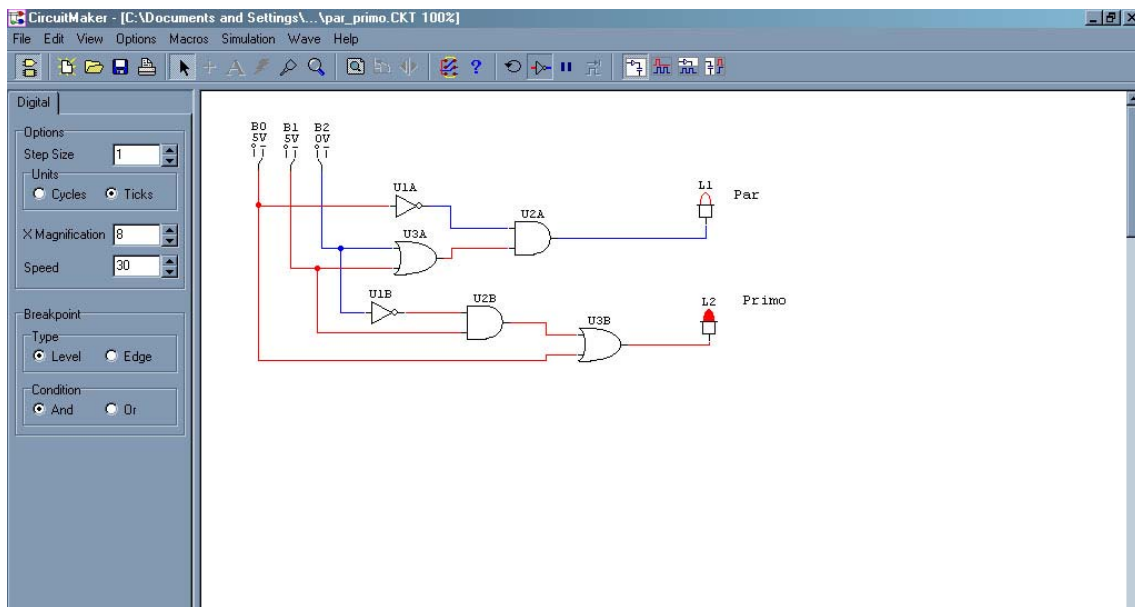 CircuitMaker - [C:\Documents and Settings\...\par_primo.CKT 100%]
File Edit View Options Macros Simulation Wave Help
Digital
Options
Step Size 1
Units
Cycles Ticks
X Magnification 8
Speed 30
Breakpoint
Type
Level Edge
Condition
And Or
B0 B1 B2
5V 5V 0V
U1A
U2A
U3A
L1 Par
U1B
U2B
U3B
L2 Primo